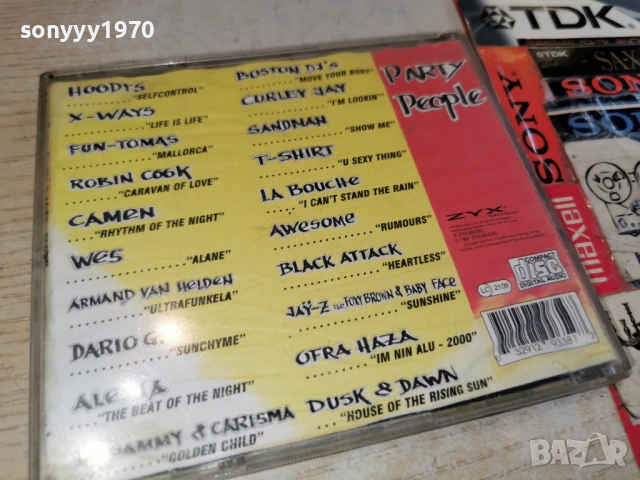 sonyyy1970
HOODYS
........"SELFCONTROL"
X-WAYS
........."LIFE IS LIFE"
FUN-TOMAS
............"MALLORCA"
ROBIN COOK
......."CARAVAN OF LOVE"
CAMEN
......"RHYTHM OF THE NIGHT"
WES
................."ALANE"
ARMAND VAN HELDEN
........."ULTRAFUNKELA"
DARIO G.
............"SUNCHYME"
"THE BEAT OF THE NIGHT"
& CARISMA
"GOLDEN CHILD"
BOSTON DJ'S
......"MOVE YOUR BODY"
CURLEY JAY
..........."I'M LOOKIN"
SANDMAN
............."SHOW ME"
T-SHIRT
.........."U SEXY THING"
LA BOUCHE
.."I CAN'T STAND THE RAIN"
AWESOME
............."RUMOURS"
BLACK ATTACK
............"HEARTLESS"
JAŸ-Z FEAT. FOXY BROWN & BABY FACE
............"SUNSHINE"
OFRA HAZA
......"IM NIN ALU - 2000"
DUSK & DAWN
..."HOUSE OF THE RISING SUN"
PARTY
PEOPLE
ZYX
COMPACT
disc
DIGITAL AUDIO
LC 2109
TDK
TDK
SONY
maxell
BAZAR